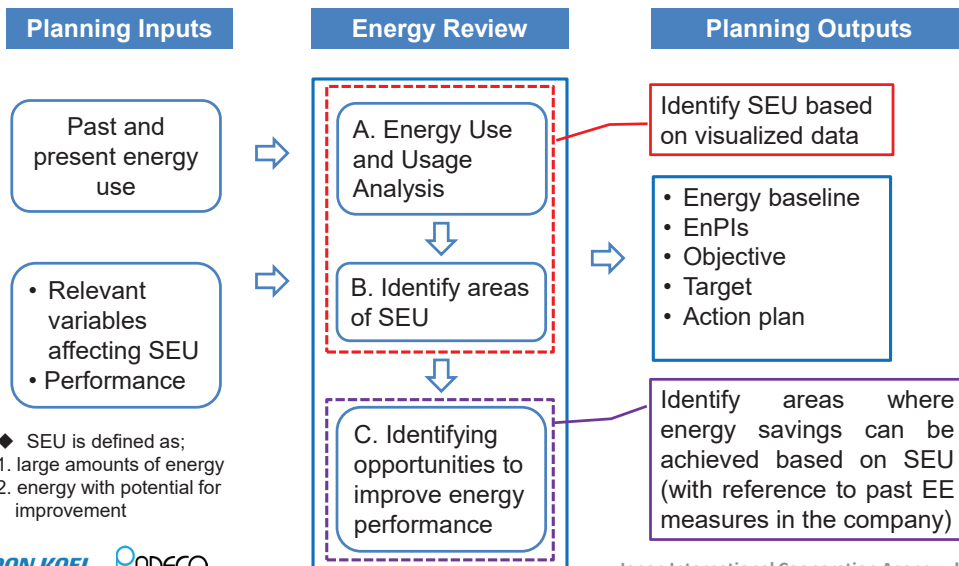 Planning Inputs
Energy Review
Planning Outputs
Past and
present energy
use
• Relevant
variables
affecting SEU
• Performance
◆ SEU is defined as;
1. large amounts of energy
2. energy with potential for
improvement
A. Energy Use
and Usage
Analysis
B. Identify areas
of SEU
C. Identifying
opportunities to
improve energy
performance
Identify SEU based
on visualized data
• Energy baseline
• EnPIs
• Objective
• Target
• Action plan
Identify areas where
energy savings can be
achieved based on SEU
(with reference to past EE
measures in the company)
KOEI
PADECO